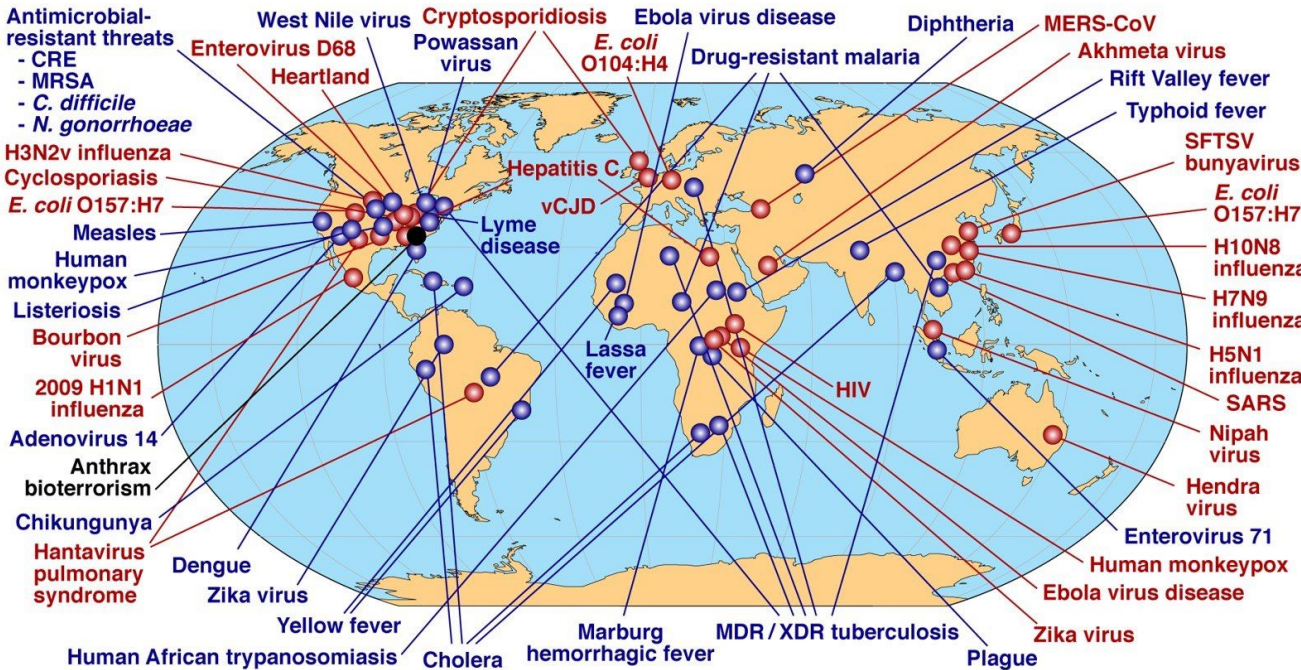 Antimicrobial-
resistant threats
- CRE
- MRSA
- C. difficile
- N. gonorrhoeae
H3N2v influenza
Cyclosporiasis
E. coli O157:H7
Measles
Human
monkeypox
Listeriosis
Bourbon
virus
2009 H1N1
influenza
Adenovirus 14
Anthrax
bioterrorism
Chikungunya
Hantavirus
pulmonary
syndrome
West Nile virus
Enterovirus D68
Heartland
Cryptosporidiosis
Powassan
virus
E. coli
O104:H4
Ebola virus disease
Drug-resistant malaria
Diphtheria
MERS-CoV
Akhmeta virus
Rift Valley fever
Typhoid fever
SFTSV
bunyavirus
E. coli
O157:H7
H10N8
influenza
H7N9
influenza
H5N1
influenza
SARS
Nipah
virus
Hendra
virus
Enterovirus 71
Human monkeypox
Ebola virus disease
Zika virus
Plague
Hepatitis C
vCJD
Lyme
disease
Lassa
fever
HIV
Dengue
Zika virus
Yellow fever
Human African trypanosomiasis
Cholera
Marburg
hemorrhagic fever
MDR / XDR tuberculosis